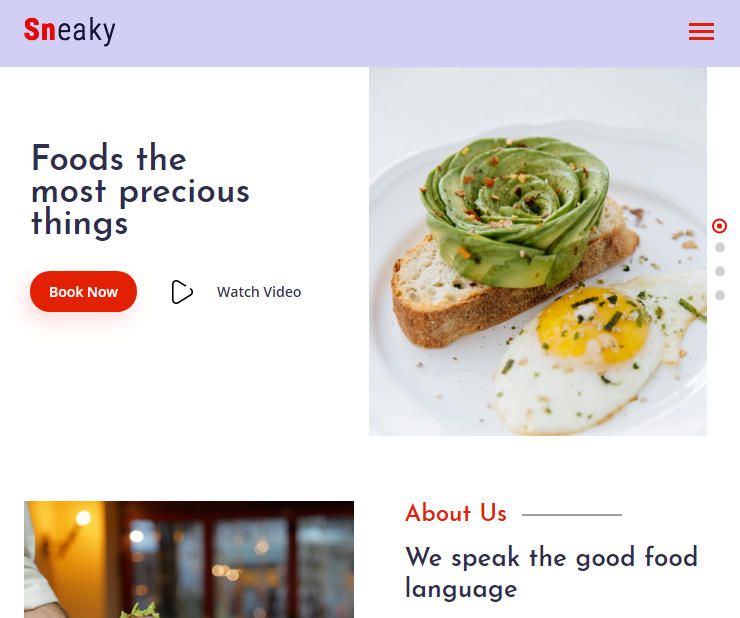 Sneaky
Foods the
most precious
things
Book Now
Watch Video
About Us
We speak the good food
language